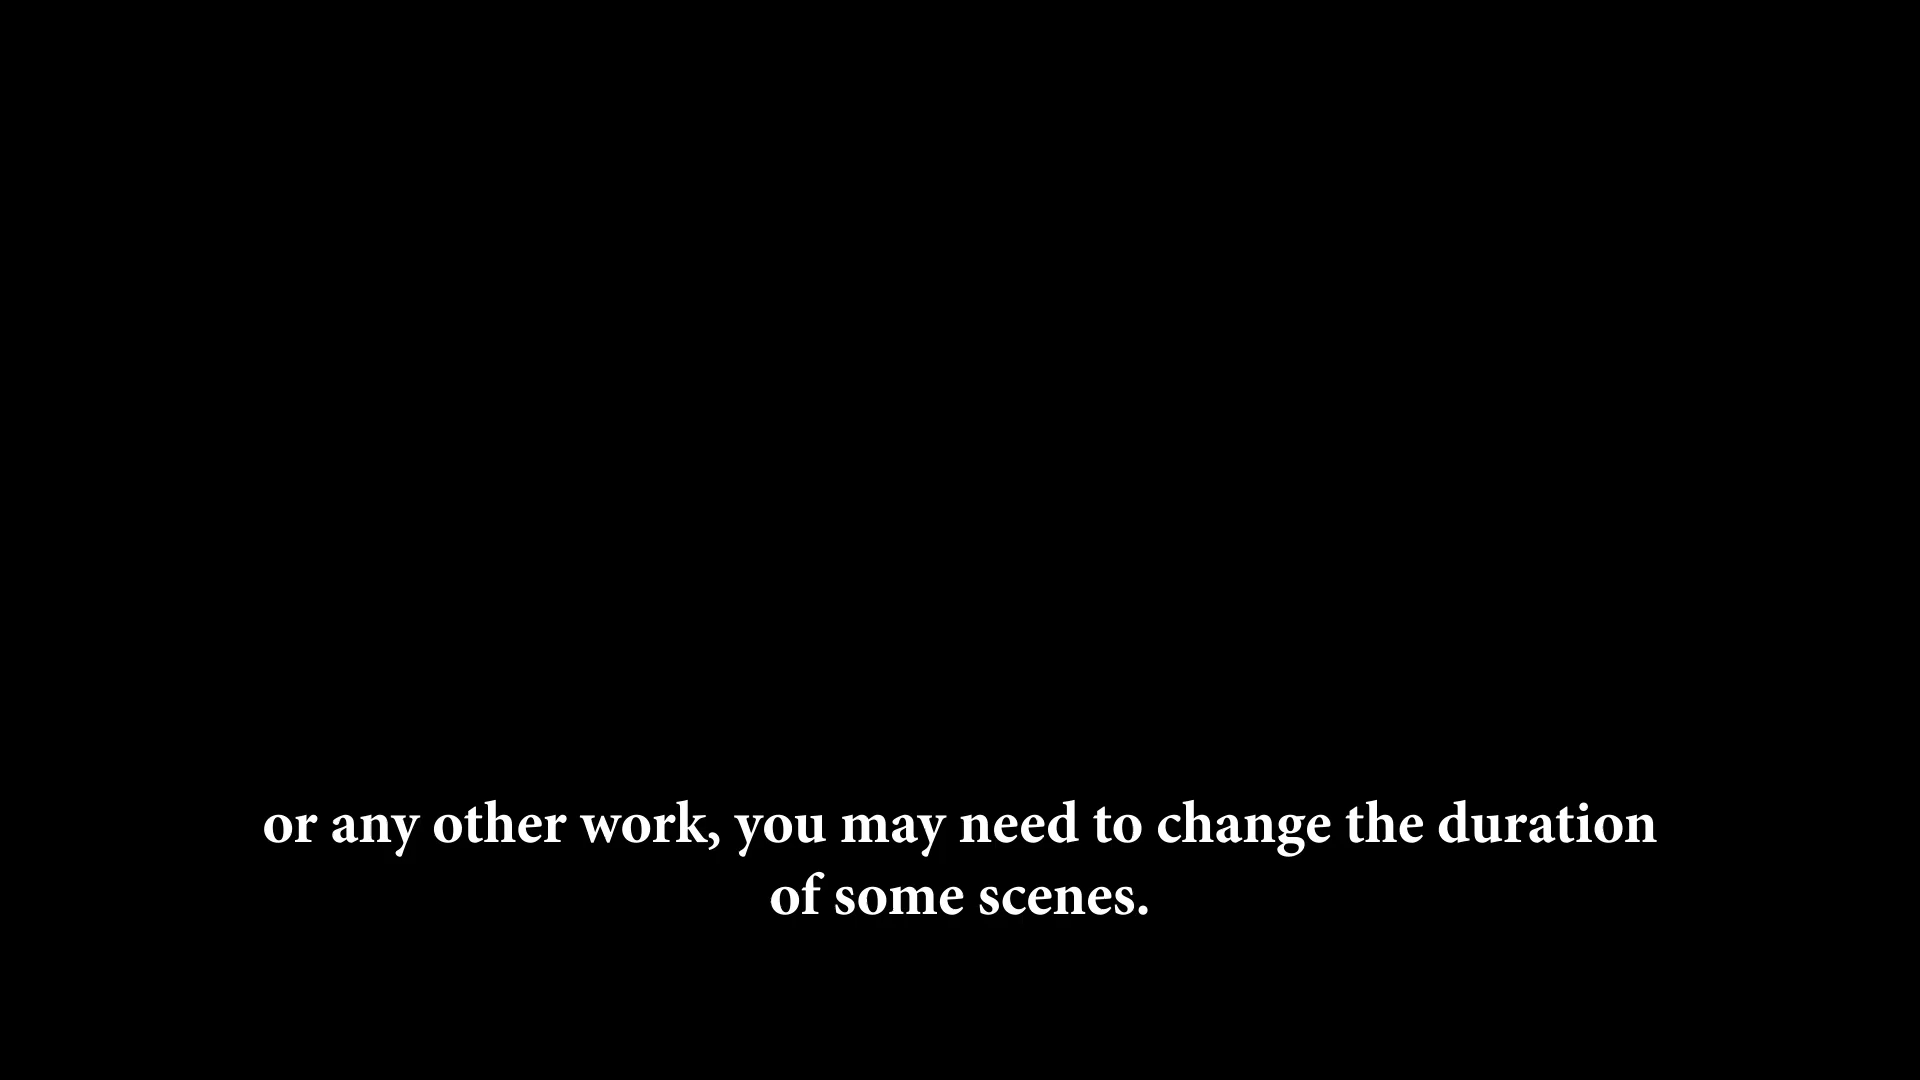 or any other work, you may need to change the duration
of some scenes.